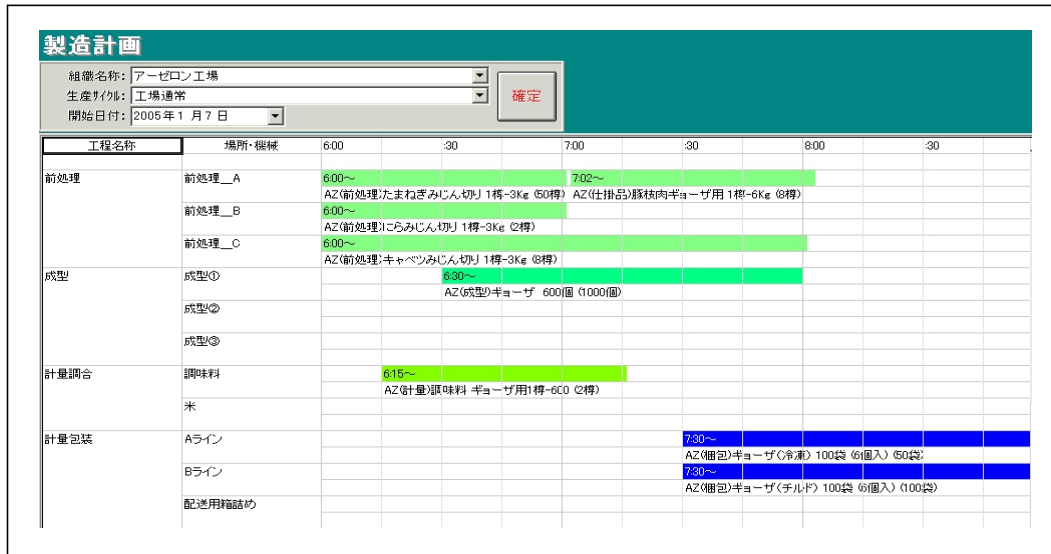 製造計画
組織名称: アーゼロン工場
生産ｻｲｸﾙ: 工場通常
確定
開始日付: 2005年1月7日
工程名称 場所・機械 6:00 :30 7:00 :30 8:00 :30
前処理 前処理__A 6:00～ 7:02～
AZ(前処理)たまねぎみじん切り 1樽-3Kg (50樽) AZ(仕掛品)豚枝肉ギョーザ用 1樽-6Kg (8樽)
前処理__B 6:00～
AZ(前処理)にらみじん切り 1樽-3Kg (2樽)
前処理__C 6:00～
AZ(前処理)キャベツみじん切り 1樽-3Kg (8樽)
成型 成型① 6:30～
AZ(成型)ギョーザ 600個 (1000個)
成型②
成型③
計量調合 調味料 6:15～
AZ(計量)調味料 ギョーザ用1樽-600 (2樽)
米
計量包装 Aライン 7:30～
AZ(梱包)ギョーザ(冷凍) 100袋 (6個入) (50袋)
Bライン 7:30～
AZ(梱包)ギョーザ(チルド) 100袋 (6個入) (100袋)
配送用箱詰め